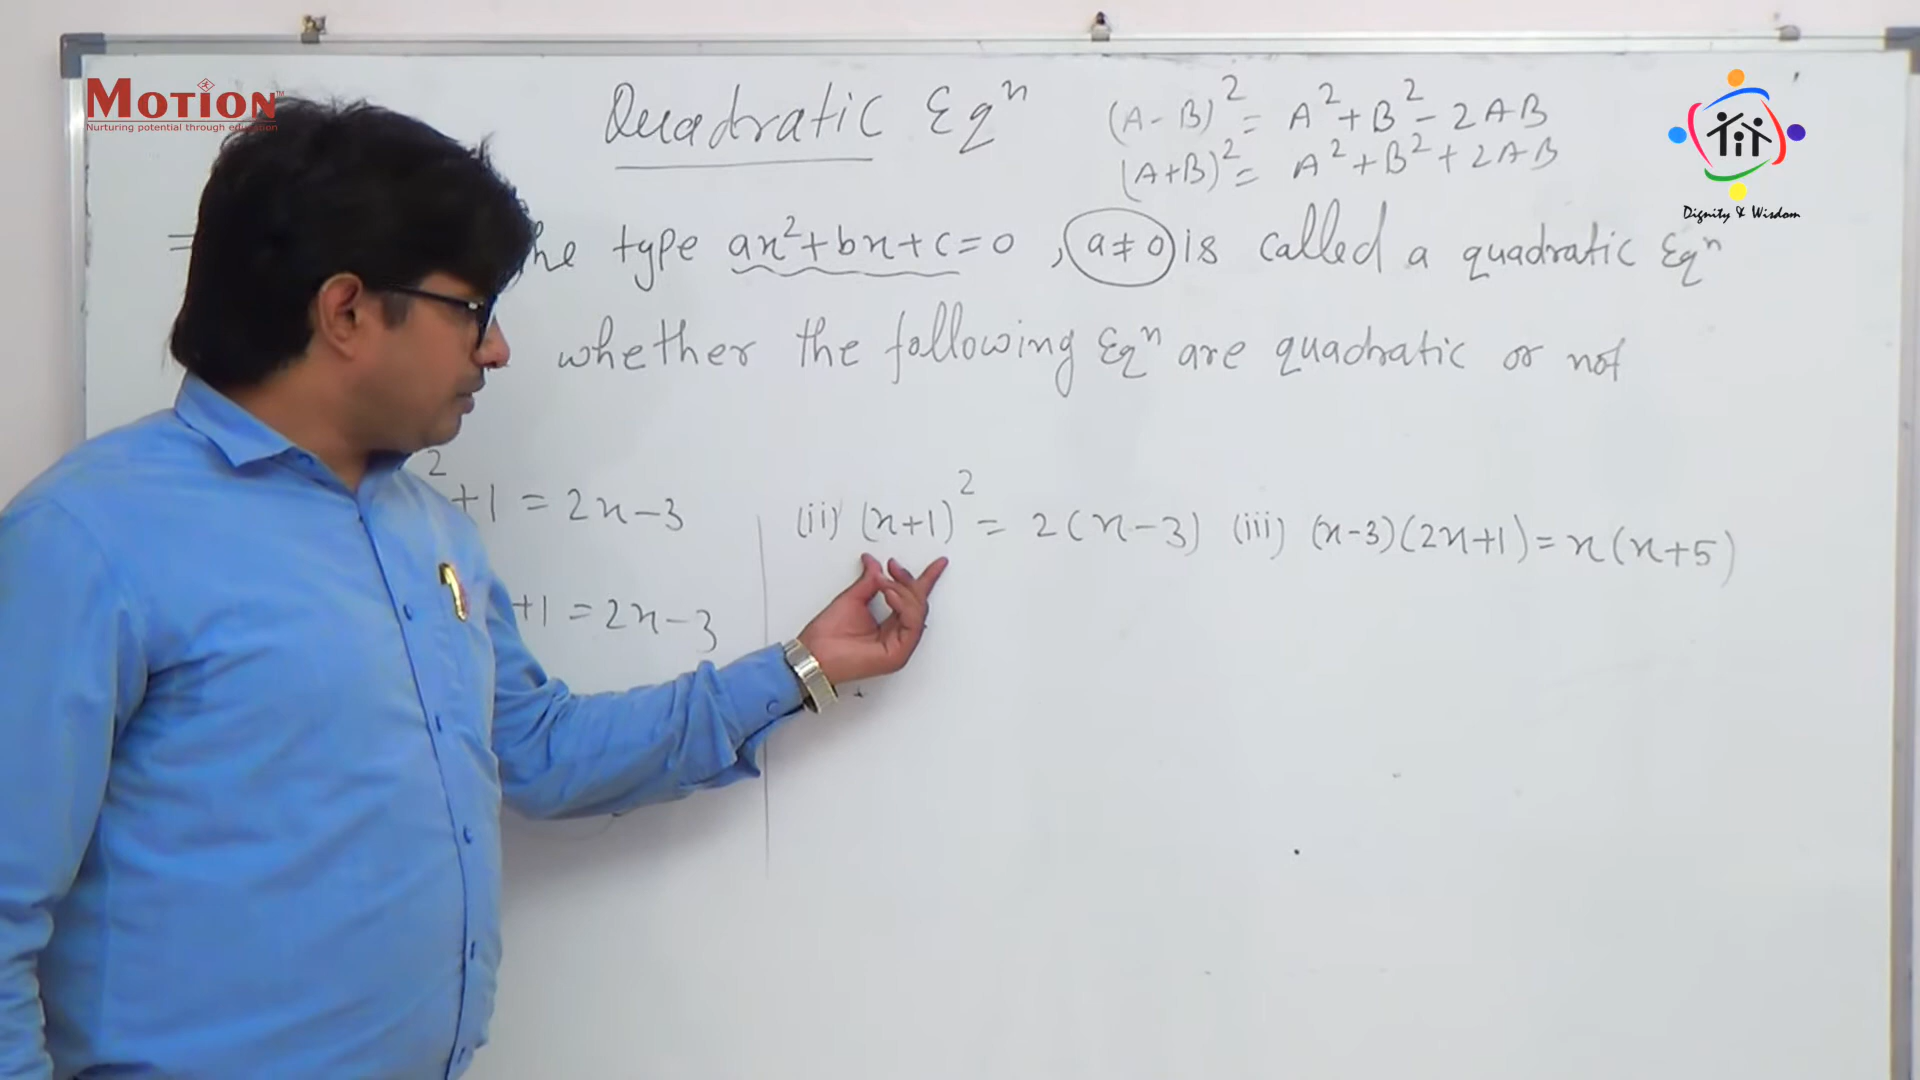 MOTION™
Nurturing potential through education
Quadratic Eqⁿ
(A-B)² = A²+B²-2AB
(A+B)² = A²+B²+2AB
Dignity & Wisdom
= he type ax²+bx+c=0 , a≠0 is called a quadratic Eqⁿ
whether the following Eqⁿ are quadratic or not
²+1 = 2x-3 (ii) (x+1)² = 2(x-3) (iii) (x-3)(2x+1) = x(x+5)
+1 = 2x-3